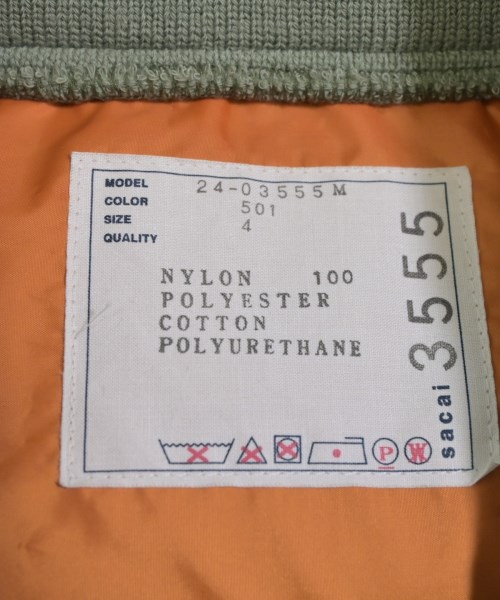 MODEL 24-03555M
COLOR 501
SIZE 4
QUALITY
NYLON 100
POLYESTER
COTTON
POLYURETHANE
P W
sacai 3555